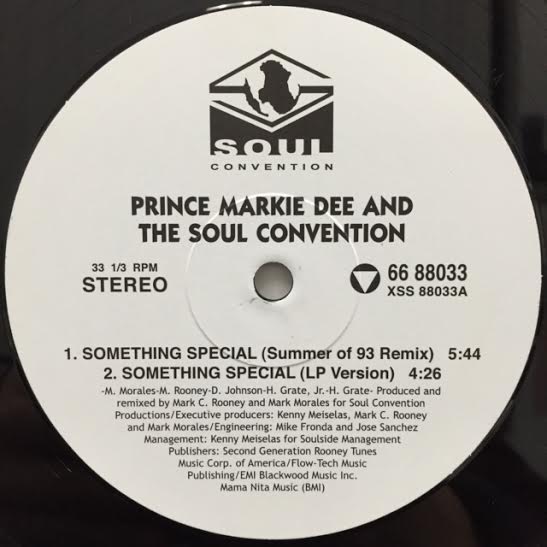 SOUL
CONVENTION
PRINCE MARKIE DEE AND
THE SOUL CONVENTION
33 1/3 RPM
STEREO
66 88033
XSS 88033A
1. SOMETHING SPECIAL (Summer of 93 Remix) 5:44
2. SOMETHING SPECIAL (LP Version) 4:26
-M. Morales-M. Rooney-D. Johnson-H. Grate, Jr.-H. Grate- Produced and
remixed by Mark C. Rooney and Mark Morales for Soul Convention
Productions/Executive producers: Kenny Meiselas, Mark C. Rooney
and Mark Morales/Engineering: Mike Fronda and Jose Sanchez
Management: Kenny Meiselas for Soulside Management
Publishers: Second Generation Rooney Tunes
Music Corp. of America/Flow-Tech Music
Publishing/EMI Blackwood Music Inc.
Mama Nita Music (BMI)